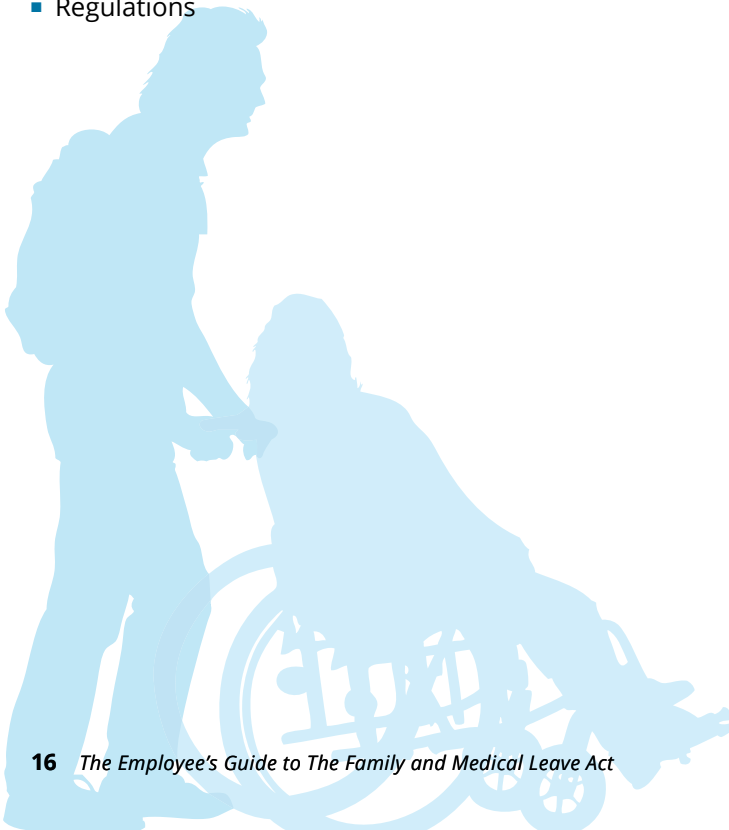 ▪ Regulations
16 The Employee’s Guide to The Family and Medical Leave Act